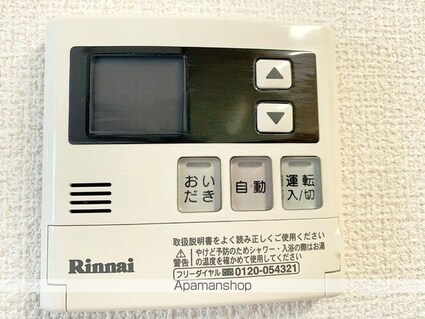 おい
だき
自動
運転
入/切
取扱説明書をよく読み正しくご使用ください
警告
やけど予防のためシャワー・入浴の際はお湯
の温度を確かめて使用してください
Rinnai
フリーダイヤル 0120-054321
Apamanshop